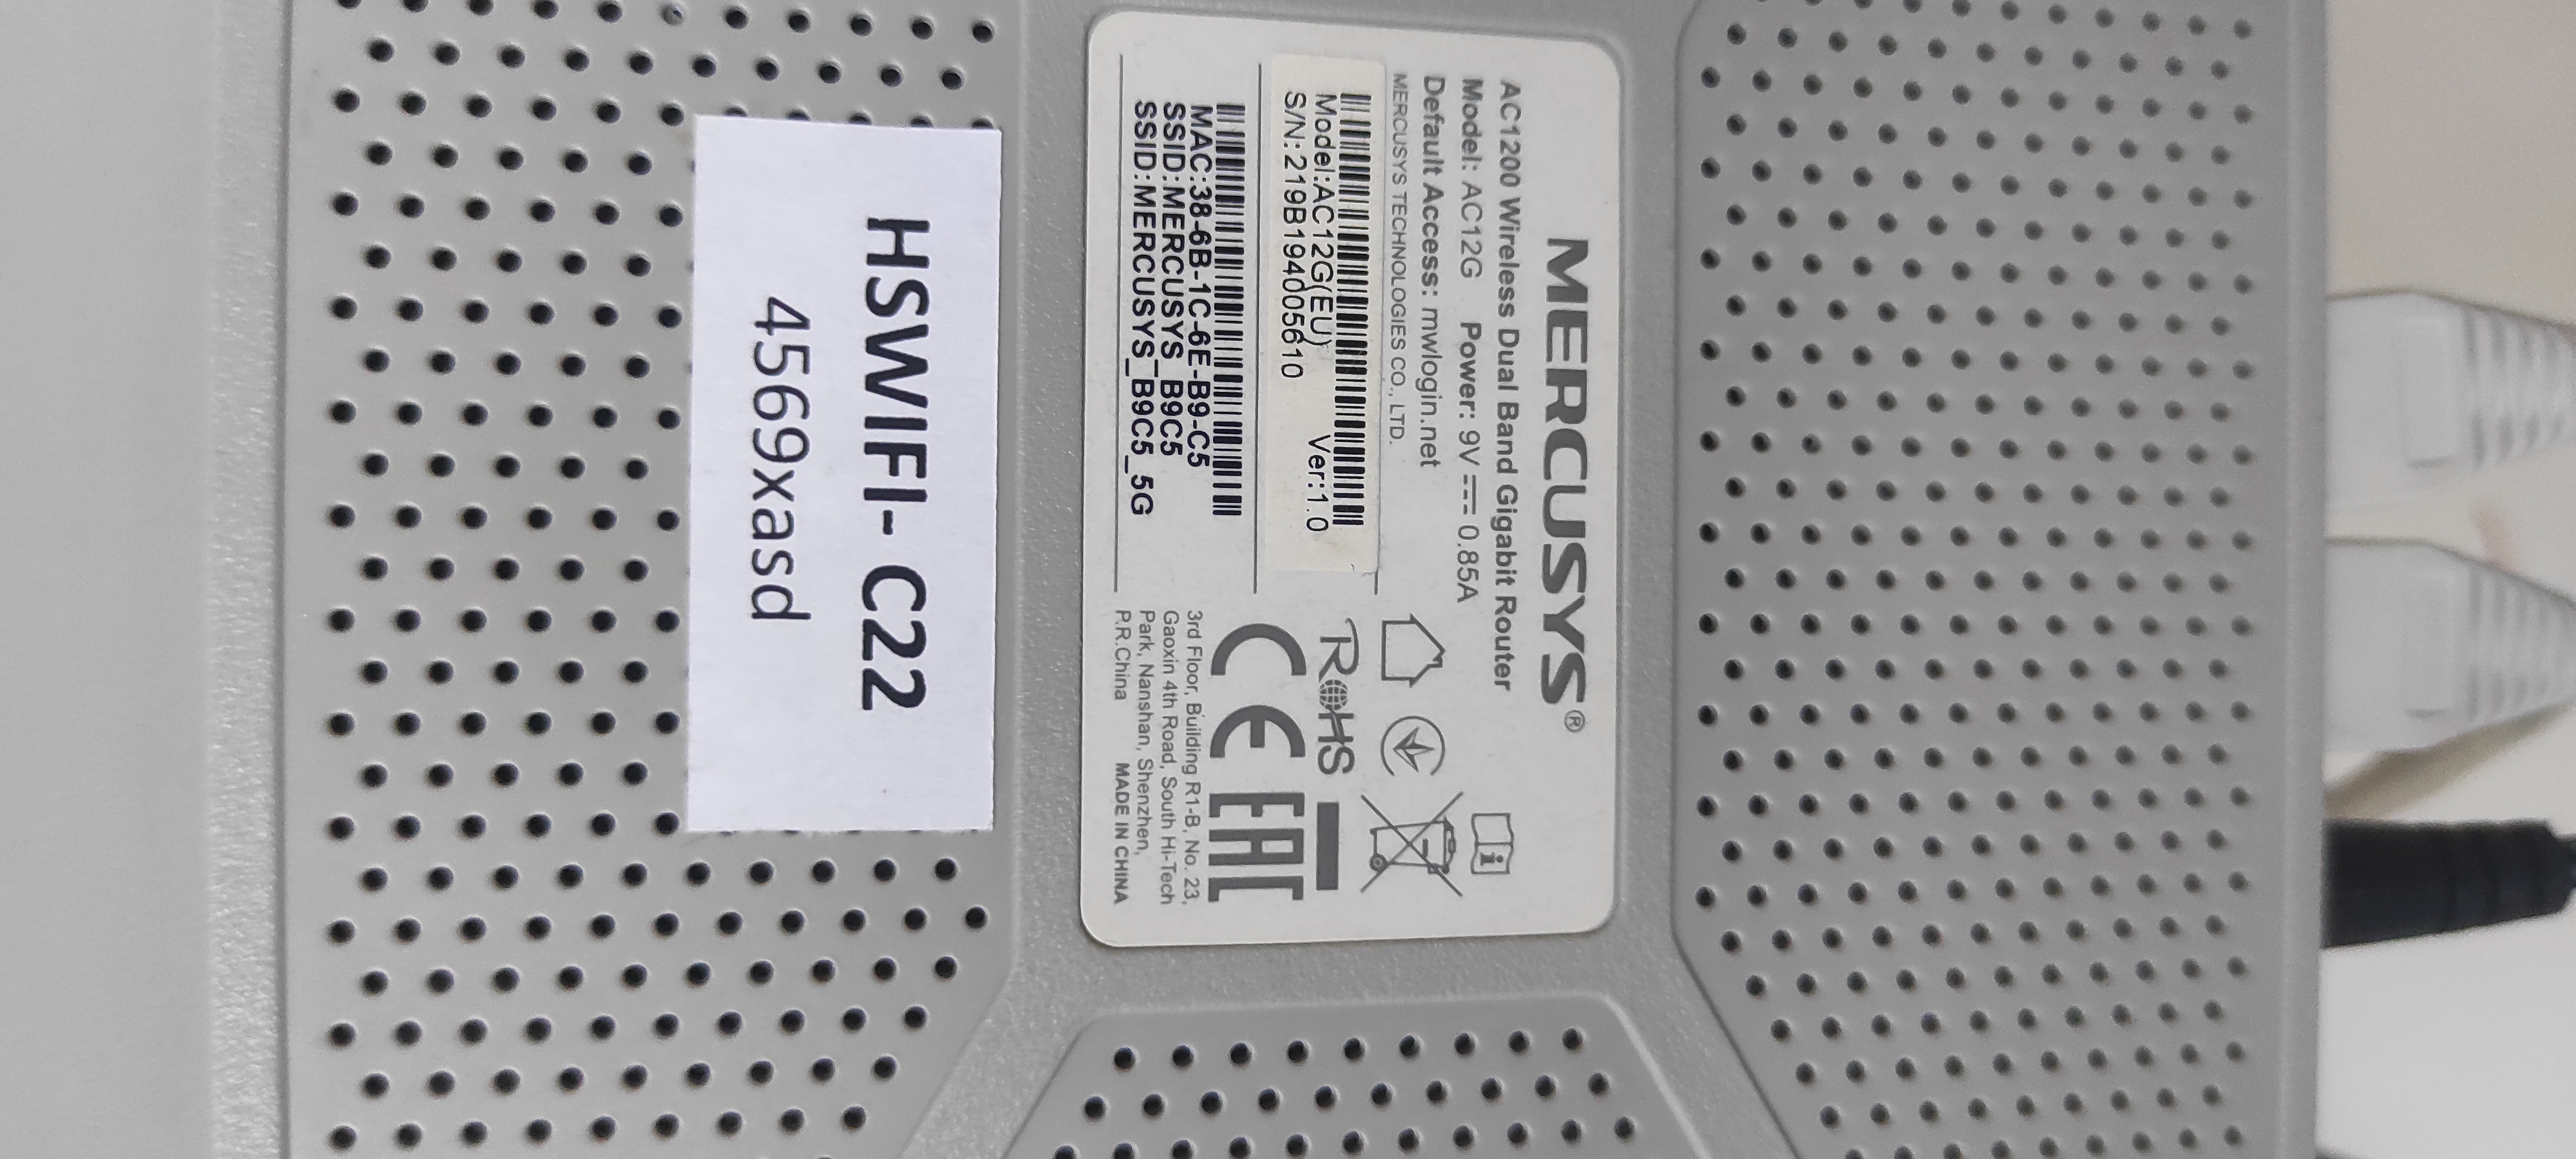 MERCUSYS®
AC1200 Wireless Dual Band Gigabit Router
Model: AC12G Power: 9V⎓0.85A
Default Access: mwlogin.net
MERCUSYS TECHNOLOGIES CO., LTD.
Model:AC12G(EU) Ver:1.0
S/N:219B194005610
MAC:38-6B-1C-6E-B9-C5
SSID:MERCUSYS_B9C5
SSID:MERCUSYS_B9C5_5G
RoHS
CE EAC
3rd Floor, Building R1-B, No. 23,
Gaoxin 4th Road, South Hi-Tech
Park, Nanshan, Shenzhen,
P.R.China MADE IN CHINA
HSWIFI- C22
4569xasd